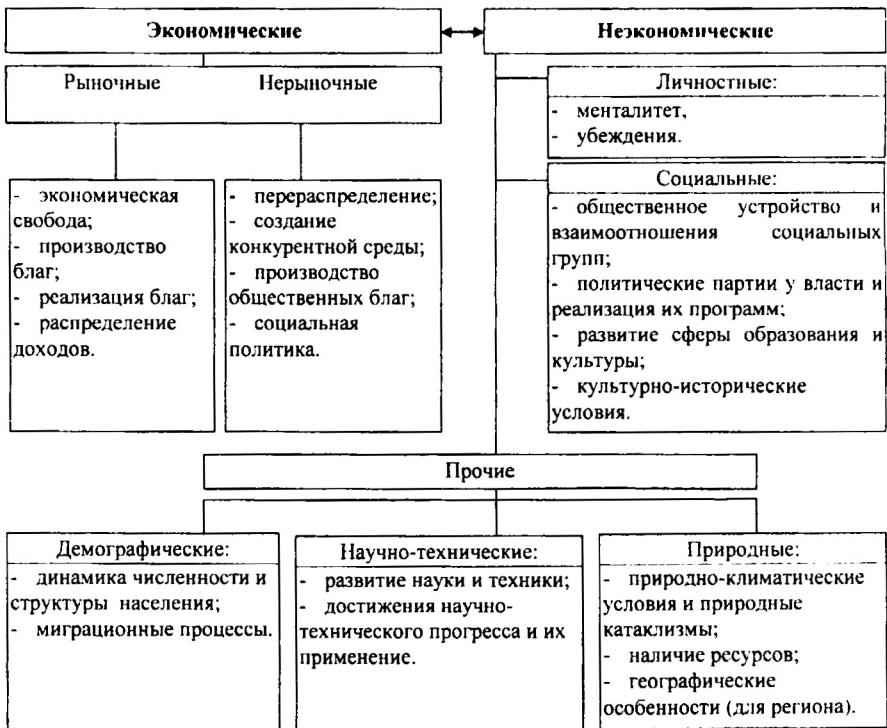 Экономические
Неэкономические
Рыночные
Нерыночные
- экономическая
свобода;
- производство
благ;
- реализация благ;
- распределение
доходов.
- перераспределение;
- создание
конкурентной среды;
- производство
общественных благ;
- социальная
политика.
Личностные:
- менталитет,
- убеждения.
Социальные:
- общественное устройство и
взаимоотношения социальных
групп;
- политические партии у власти и
реализация их программ;
- развитие сферы образования и
культуры;
- культурно-исторические
условия.
Прочие
Демографические:
- динамика численности и
структуры населения;
- миграционные процессы.
Научно-технические:
- развитие науки и техники;
- достижения научно-
технического прогресса и их
применение.
Природные:
- природно-климатические
условия и природные
катаклизмы;
- наличие ресурсов;
- географические
особенности (для региона).